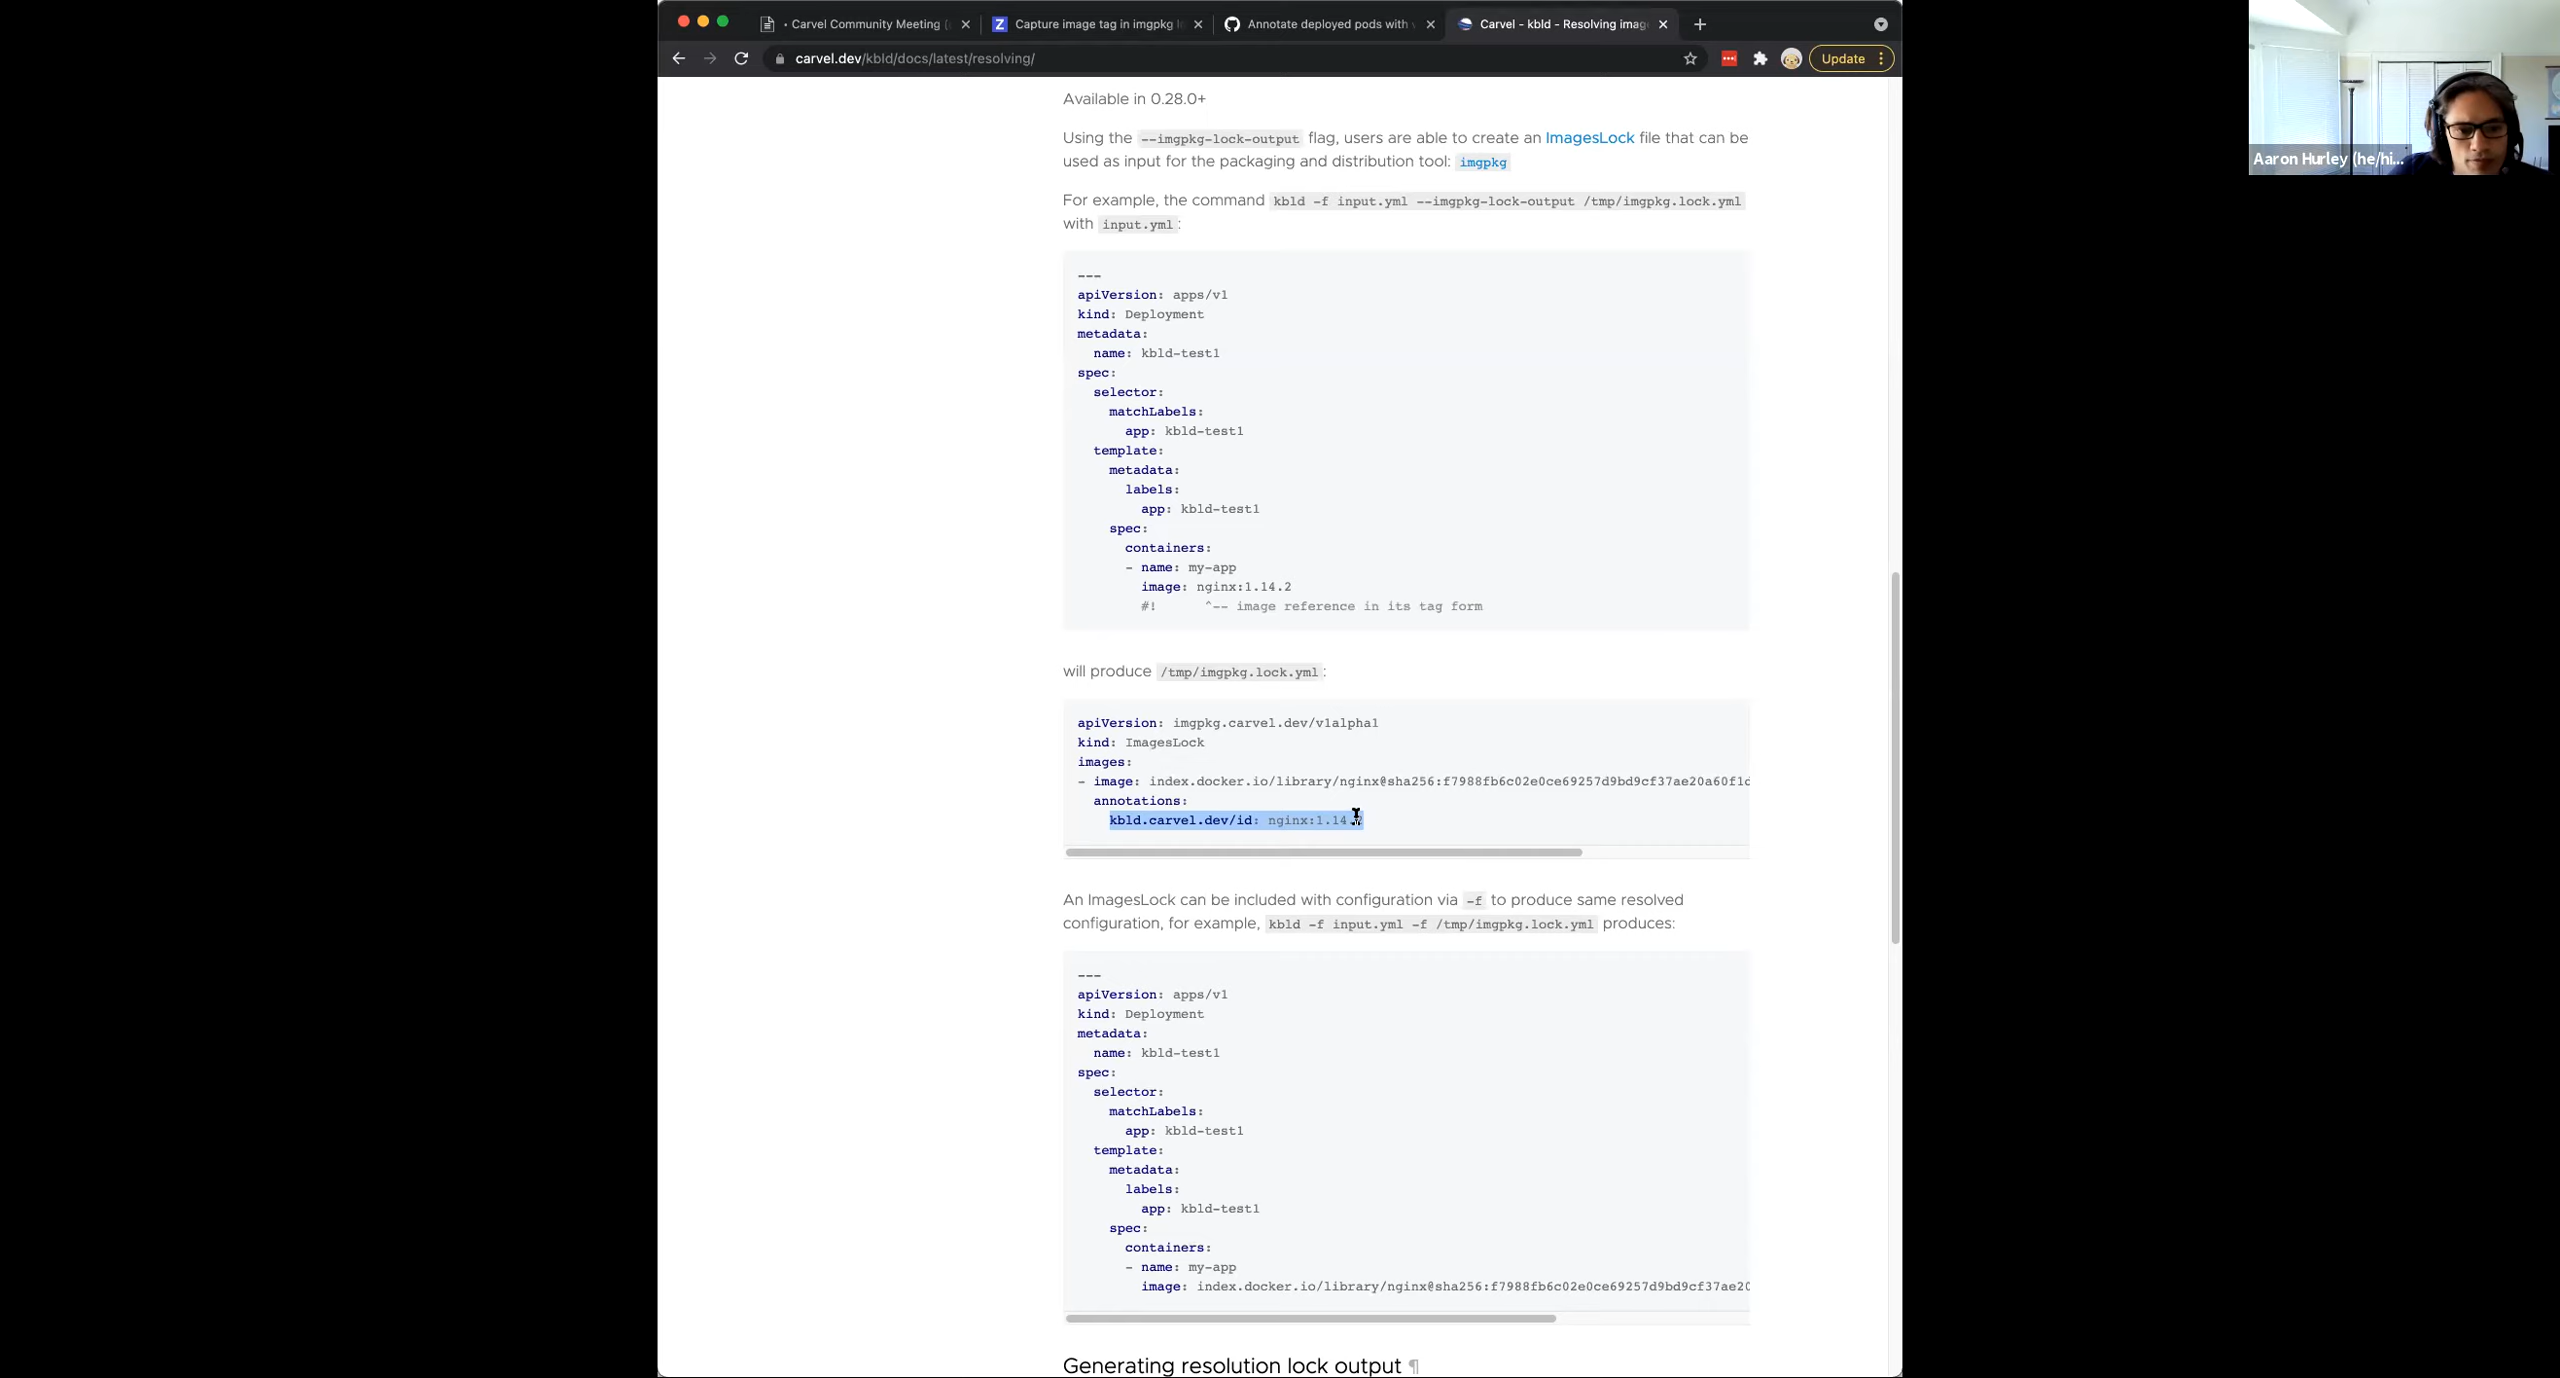 · Carvel Community Meeting
Capture image tag in imgpkg
Annotate deployed pods with
Carvel - kbld - Resolving imag
carvel.dev/kbld/docs/latest/resolving/
Update
Aaron Hurley (he/hi...
Available in 0.28.0+
Using the --imgpkg-lock-output flag, users are able to create an ImagesLock file that can be
used as input for the packaging and distribution tool: imgpkg
For example, the command kbld -f input.yml --imgpkg-lock-output /tmp/imgpkg.lock.yml
with input.yml:
---
apiVersion: apps/v1
kind: Deployment
metadata:
  name: kbld-test1
spec:
  selector:
    matchLabels:
      app: kbld-test1
  template:
    metadata:
      labels:
        app: kbld-test1
    spec:
      containers:
      - name: my-app
        image: nginx:1.14.2
        #!      ^-- image reference in its tag form
will produce /tmp/imgpkg.lock.yml:
apiVersion: imgpkg.carvel.dev/v1alpha1
kind: ImagesLock
images:
- image: index.docker.io/library/nginx@sha256:f7988fb6c02e0ce69257d9bd9cf37ae20a60f1d
  annotations:
    kbld.carvel.dev/id: nginx:1.14
An ImagesLock can be included with configuration via -f to produce same resolved
configuration, for example, kbld -f input.yml -f /tmp/imgpkg.lock.yml produces:
---
apiVersion: apps/v1
kind: Deployment
metadata:
  name: kbld-test1
spec:
  selector:
    matchLabels:
      app: kbld-test1
  template:
    metadata:
      labels:
        app: kbld-test1
    spec:
      containers:
      - name: my-app
        image: index.docker.io/library/nginx@sha256:f7988fb6c02e0ce69257d9bd9cf37ae20
Generating resolution lock output ¶